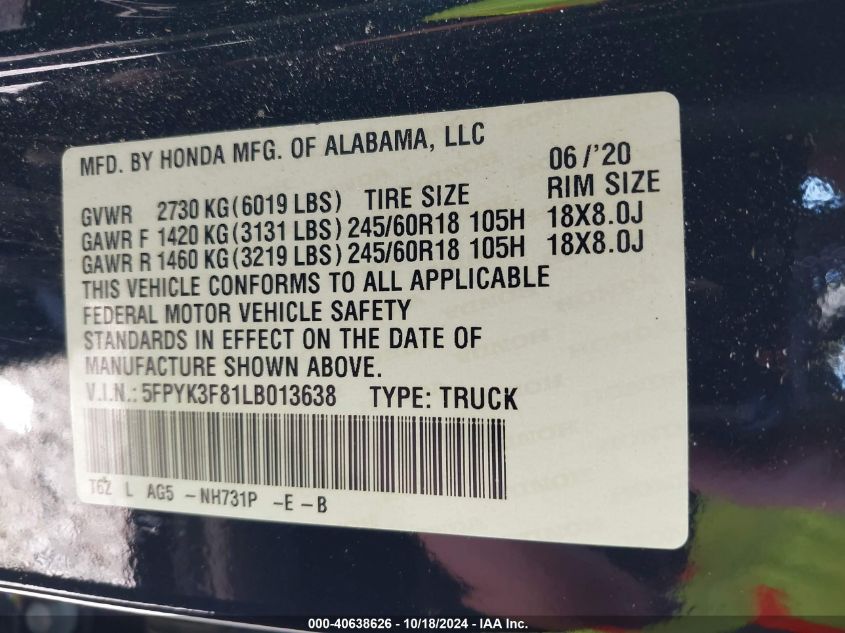 MFD. BY HONDA MFG. OF ALABAMA, LLC 06/'20
GVWR 2730 KG(6019 LBS) TIRE SIZE RIM SIZE
GAWR F 1420 KG(3131 LBS) 245/60R18 105H 18X8.0J
GAWR R 1460 KG(3219 LBS) 245/60R18 105H 18X8.0J
THIS VEHICLE CONFORMS TO ALL APPLICABLE
FEDERAL MOTOR VEHICLE SAFETY
STANDARDS IN EFFECT ON THE DATE OF
MANUFACTURE SHOWN ABOVE.
V.I.N.: 5FPYK3F81LB013638 TYPE: TRUCK
T6Z L AG5 -NH731P -E -B
000-40638626 - 10/18/2024 - IAA Inc.